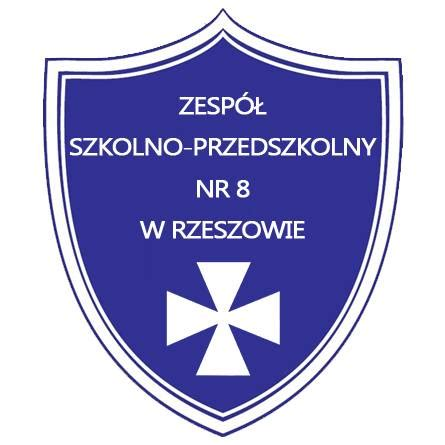 ZESPÓŁ
SZKOLNO-PRZEDSZKOLNY
NR 8
W RZESZOWIE